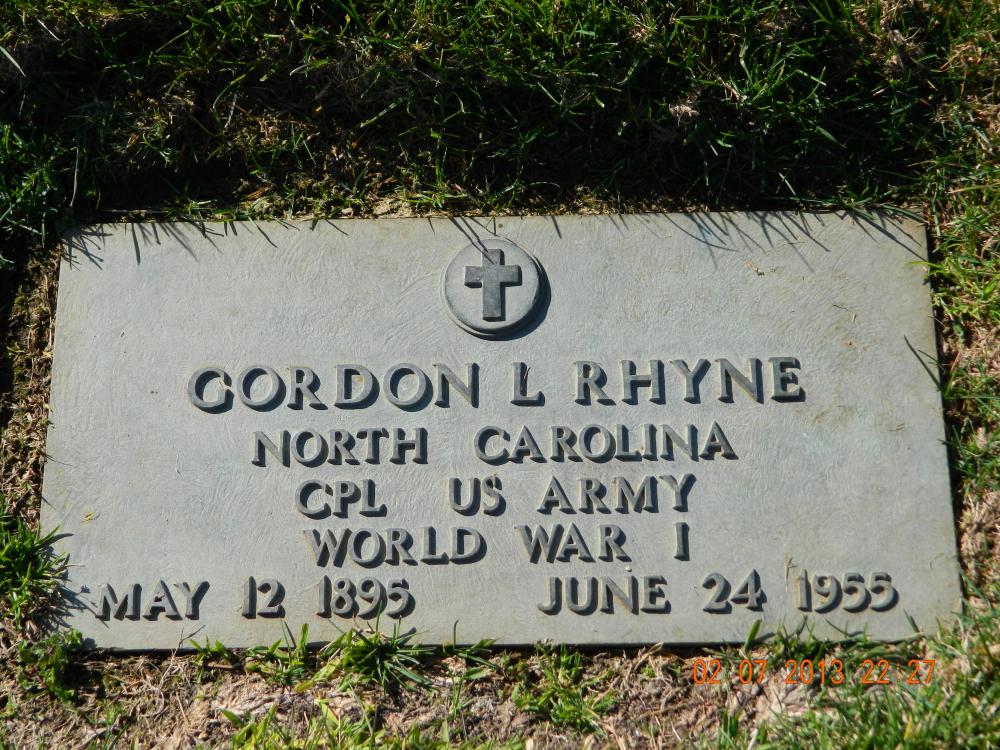 GORDON L RHYNE
NORTH CAROLINA
CPL US ARMY
WORLD WAR I
MAY 12 1895 JUNE 24 1955
02 07 2013 22 27